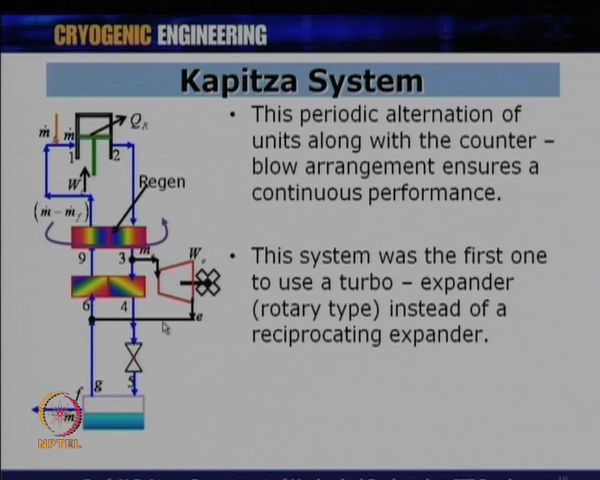 CRYOGENIC ENGINEERING
Kapitza System
• This periodic alternation of
units along with the counter –
blow arrangement ensures a
continuous performance.
• This system was the first one
to use a turbo – expander
(rotary type) instead of a
reciprocating expander.
Q_R
ṁ
ṁ
1
2
W
Regen
(ṁ − ṁ_f)
9
3
W_e
6
4
e
g
5
f
NPTEL